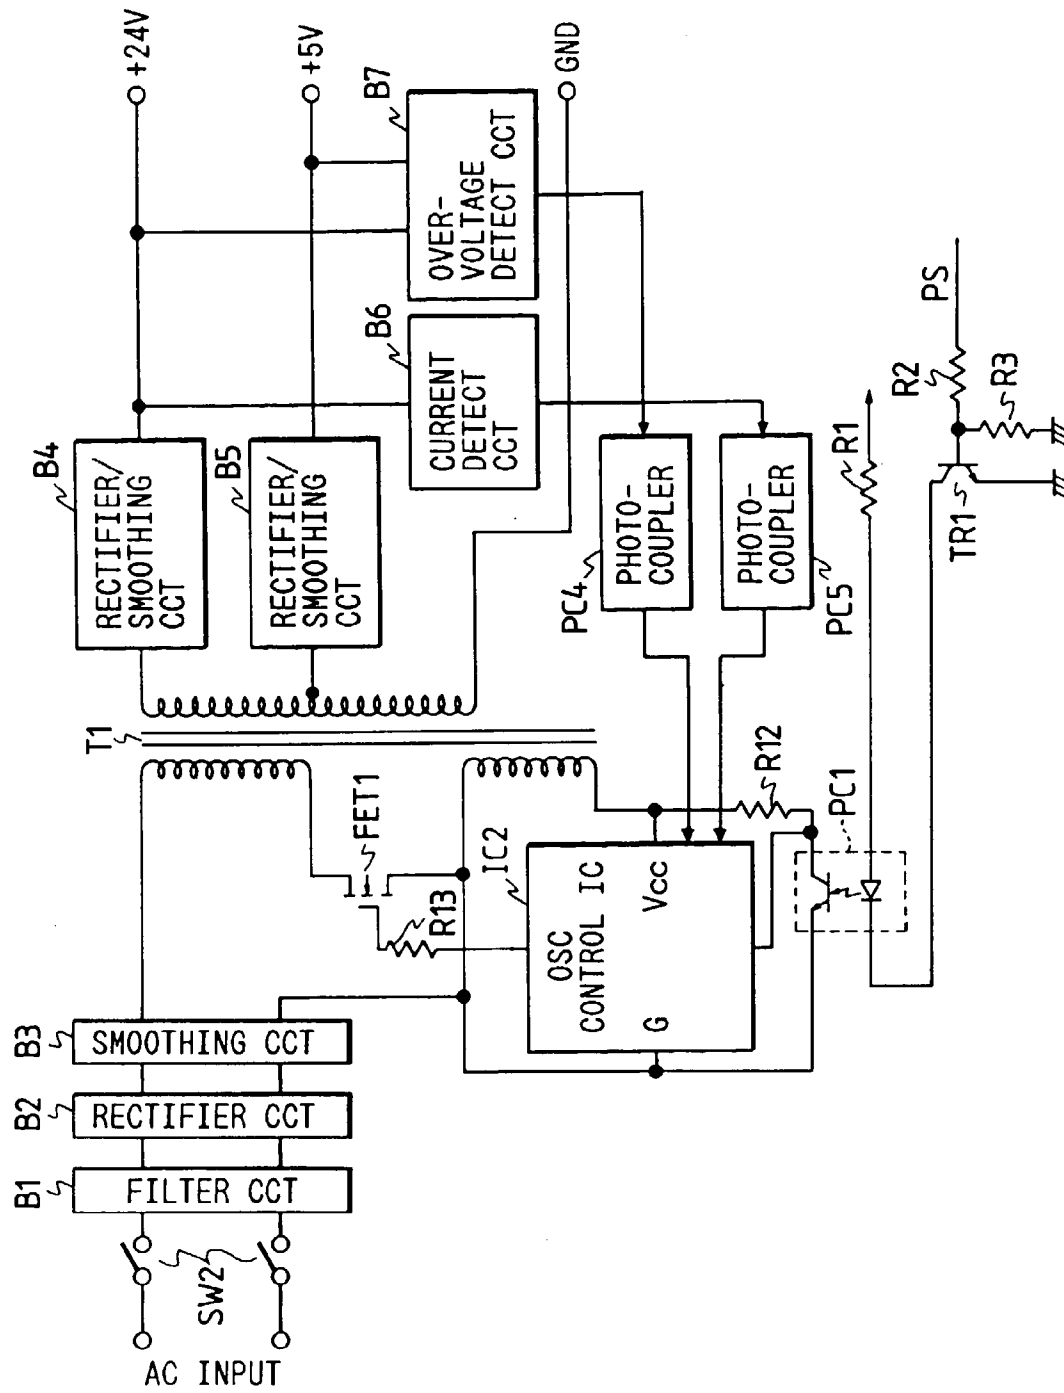 AC INPUT
SW2
B1
FILTER CCT
B2
RECTIFIER CCT
B3
SMOOTHING CCT
T1
B4
RECTIFIER/
SMOOTHING
CCT
+24V
B5
RECTIFIER/
SMOOTHING
CCT
+5V
B6
CURRENT
DETECT
CCT
B7
OVER-
VOLTAGE
DETECT CCT
GND
FET1
R13
IC2
OSC
CONTROL IC
G
Vcc
PC4
PHOTO-
COUPLER
PHOTO-
COUPLER
PC5
R12
PC1
R1
R2
PS
R3
TR1